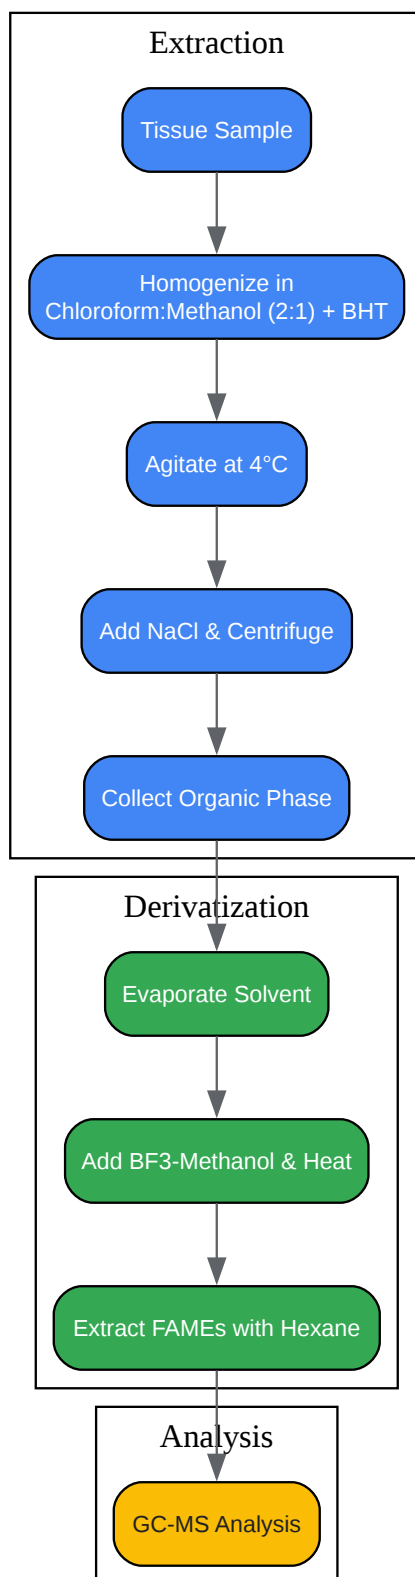 Extraction
Tissue Sample
Homogenize in
Chloroform:Methanol (2:1) + BHT
Agitate at 4°C
Add NaCl & Centrifuge
Collect Organic Phase
Derivatization
Evaporate Solvent
Add BF3-Methanol & Heat
Extract FAMEs with Hexane
Analysis
GC-MS Analysis